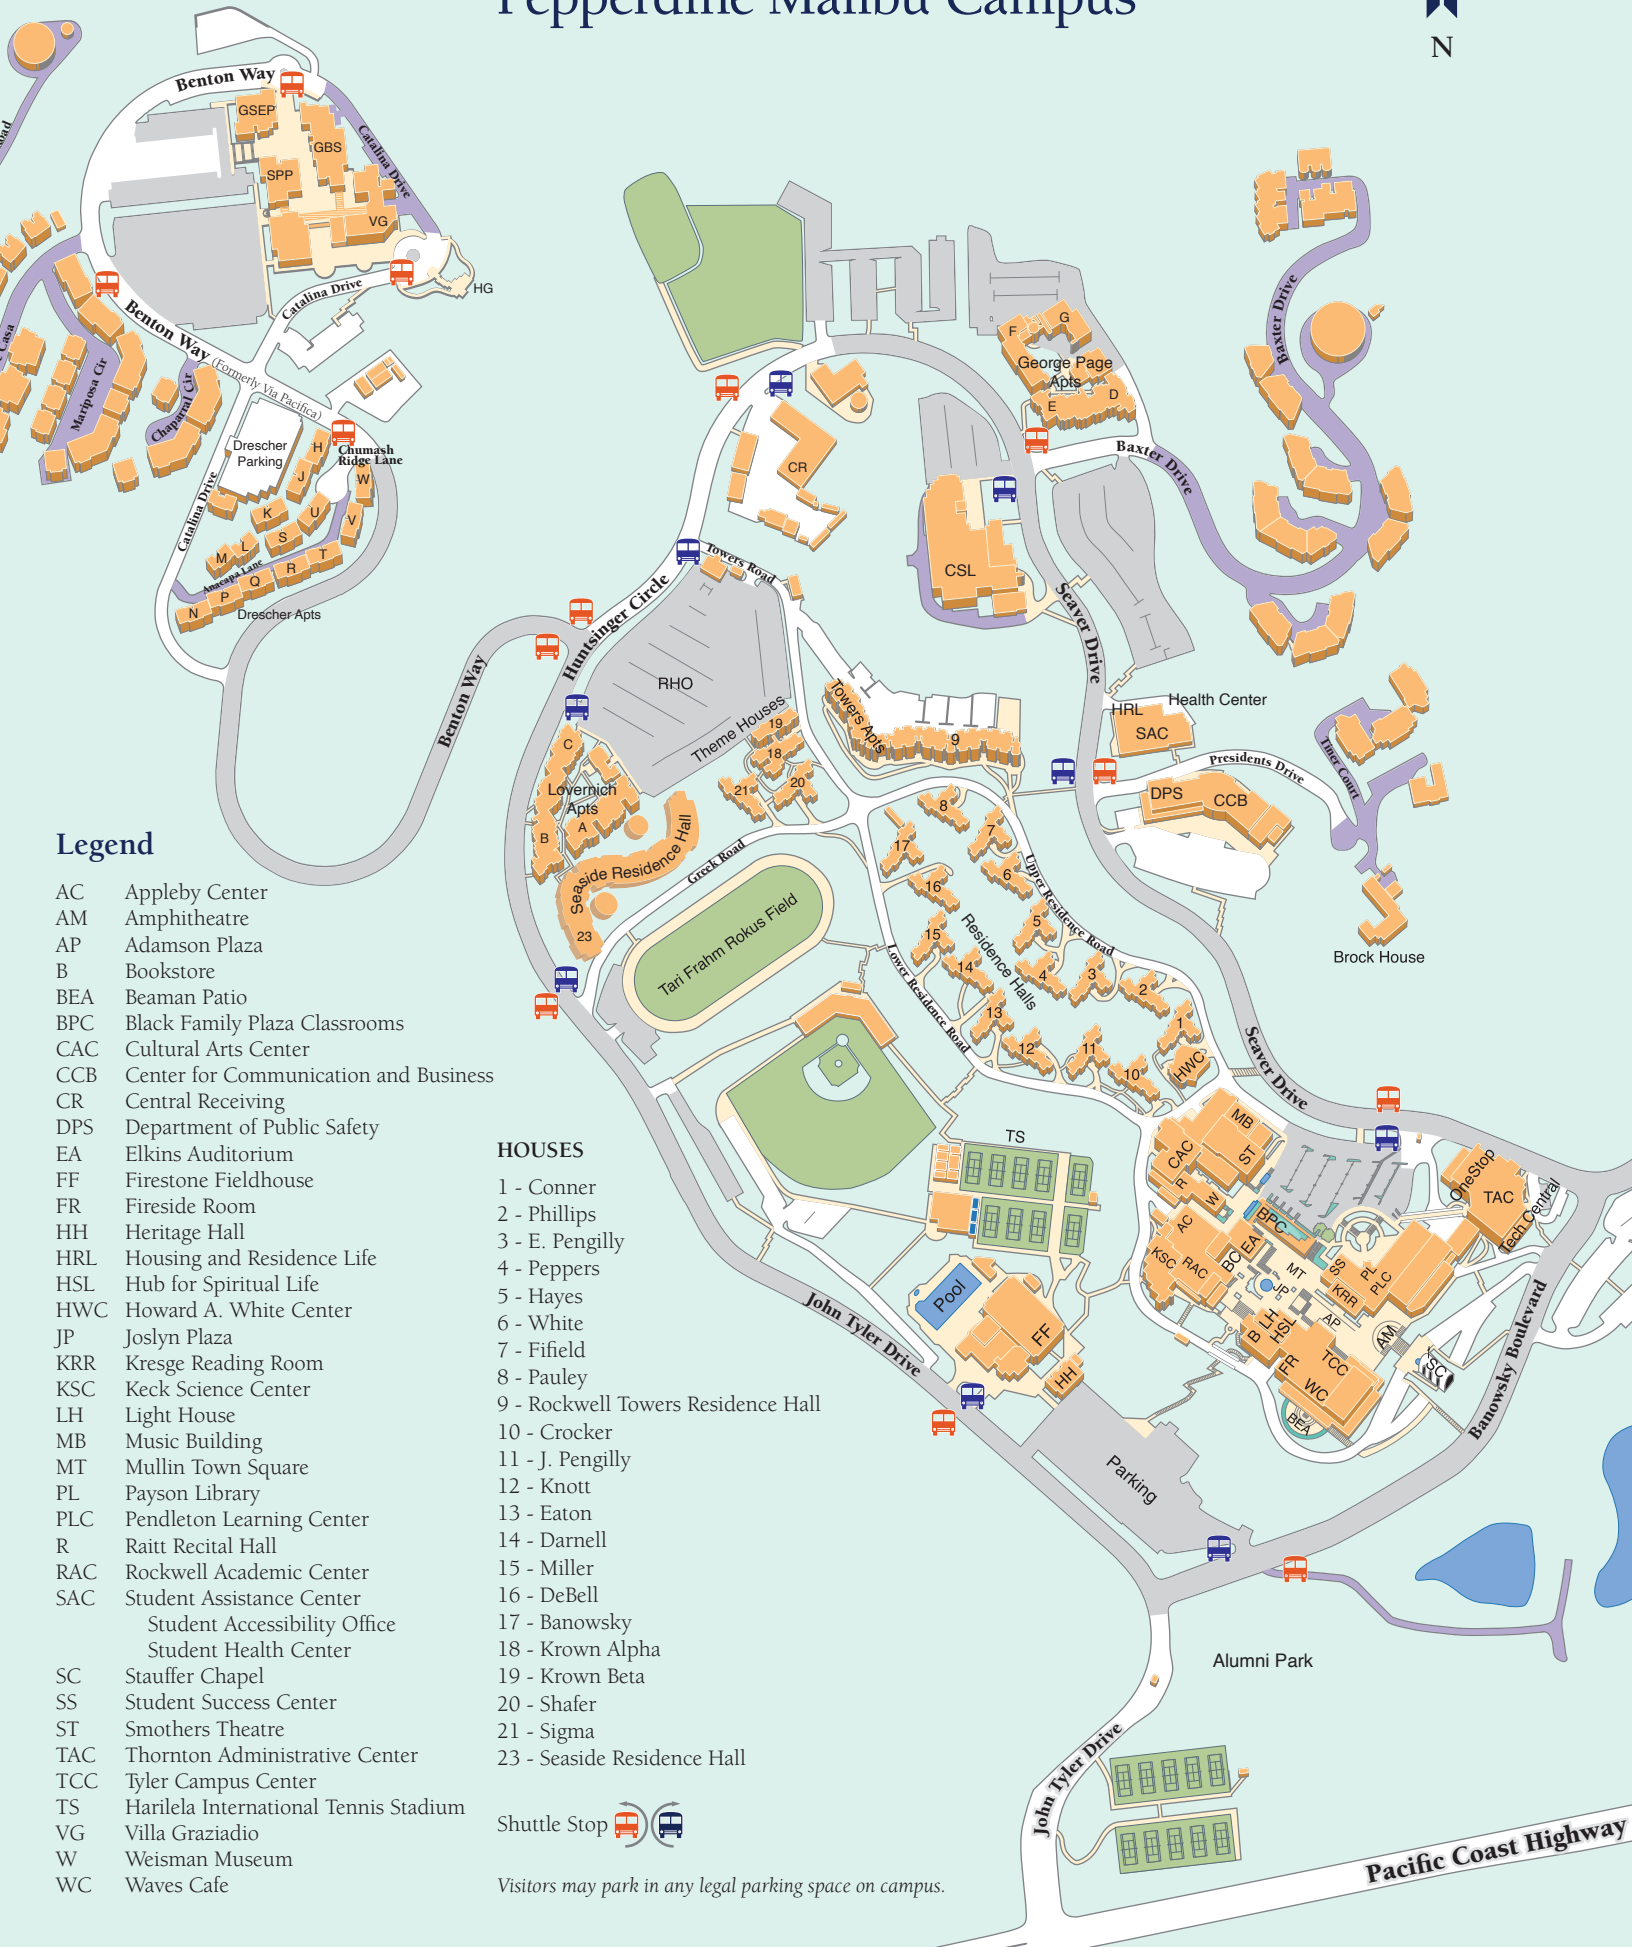 Pepperdine Malibu Campus
N
Benton Way
GSEP
GBS
SPP
VG
Catalina Drive
HG
Catalina Drive
Benton Way
(Formerly Via Pacifica)
Casa
Mariposa Cir
Chaparral Cir
Drescher
Parking
Chumash
Ridge Lane
Catalina Drive
H
J
W
K
U
V
S
L
M
T
R
Q
P
N
Anacapa Lane
Drescher Apts
Benton Way
Huntsinger Circle
Towers Road
CR
CSL
F
G
George Page
Apts
E
D
Baxter Drive
Baxter Drive
Seaver Drive
RHO
Theme Houses
19
18
20
21
Towers Apts
9
C
Lovernich
Apts
A
B
Seaside Residence Hall
23
Greek Road
Tari Frahm Rokus Field
Health Center
HRL
SAC
Presidents Drive
DPS
CCB
Tiner Court
Brock House
8
7
6
17
16
15
14
13
12
11
10
5
4
3
2
1
HWC
Residence Halls
Upper Residence Road
Lower Residence Road
Seaver Drive
TS
MB
ST
CAC
R
W
AC
KSC
RAC
BC
EA
BPC
MT
JP
SS
PL
PLC
KRR
AP
AM
LH
HSL
B
FR
TCC
WC
BEA
SC
OneStop
TAC
Tech Central
Banowsky Boulevard
Pool
FF
HH
Parking
John Tyler Drive
Alumni Park
John Tyler Drive
Pacific Coast Highway
Legend
AC Appleby Center
AM Amphitheatre
AP Adamson Plaza
B Bookstore
BEA Beaman Patio
BPC Black Family Plaza Classrooms
CAC Cultural Arts Center
CCB Center for Communication and Business
CR Central Receiving
DPS Department of Public Safety
EA Elkins Auditorium
FF Firestone Fieldhouse
FR Fireside Room
HH Heritage Hall
HRL Housing and Residence Life
HSL Hub for Spiritual Life
HWC Howard A. White Center
JP Joslyn Plaza
KRR Kresge Reading Room
KSC Keck Science Center
LH Light House
MB Music Building
MT Mullin Town Square
PL Payson Library
PLC Pendleton Learning Center
R Raitt Recital Hall
RAC Rockwell Academic Center
SAC Student Assistance Center
Student Accessibility Office
Student Health Center
SC Stauffer Chapel
SS Student Success Center
ST Smothers Theatre
TAC Thornton Administrative Center
TCC Tyler Campus Center
TS Harilela International Tennis Stadium
VG Villa Graziadio
W Weisman Museum
WC Waves Cafe
HOUSES
1 - Conner
2 - Phillips
3 - E. Pengilly
4 - Peppers
5 - Hayes
6 - White
7 - Fifield
8 - Pauley
9 - Rockwell Towers Residence Hall
10 - Crocker
11 - J. Pengilly
12 - Knott
13 - Eaton
14 - Darnell
15 - Miller
16 - DeBell
17 - Banowsky
18 - Krown Alpha
19 - Krown Beta
20 - Shafer
21 - Sigma
23 - Seaside Residence Hall
Shuttle Stop
Visitors may park in any legal parking space on campus.